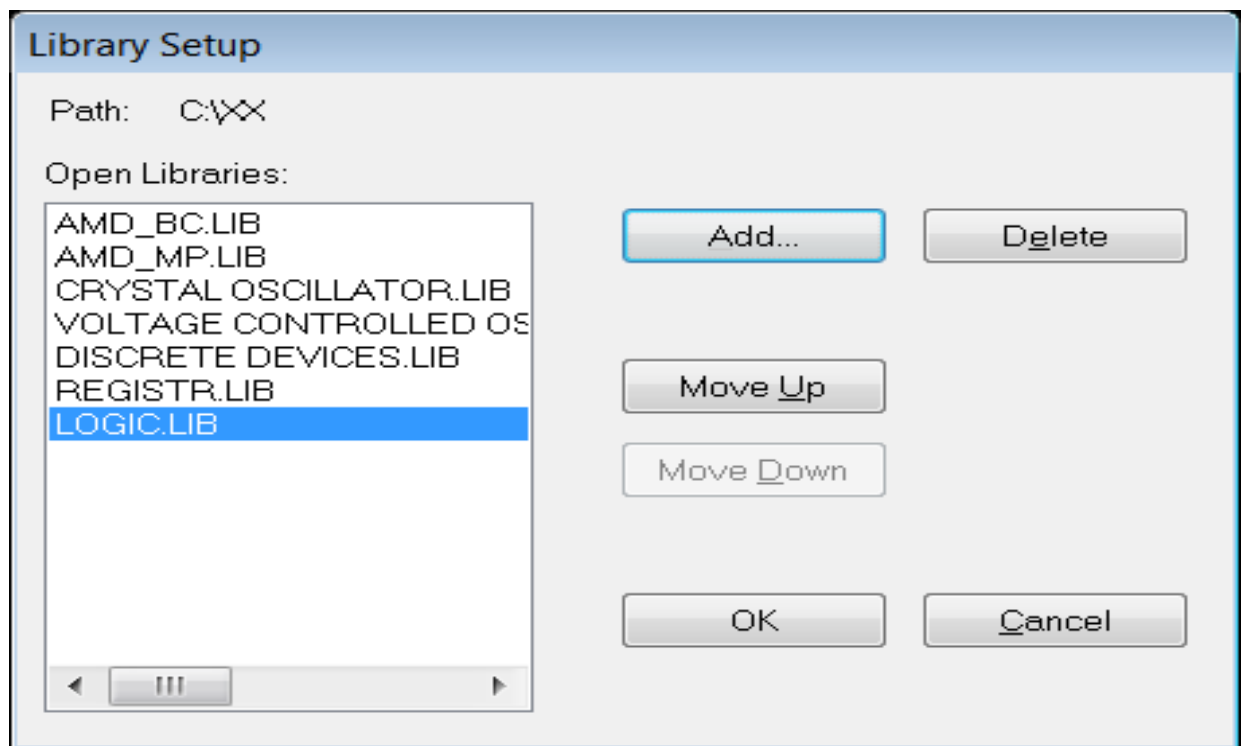 Library Setup
Path: C:\XX
Open Libraries:
AMD_BC.LIB
AMD_MP.LIB
CRYSTAL OSCILLATOR.LIB
VOLTAGE CONTROLLED OS
DISCRETE DEVICES.LIB
REGISTR.LIB
LOGIC.LIB
Add...
Delete
Move Up
Move Down
OK
Cancel